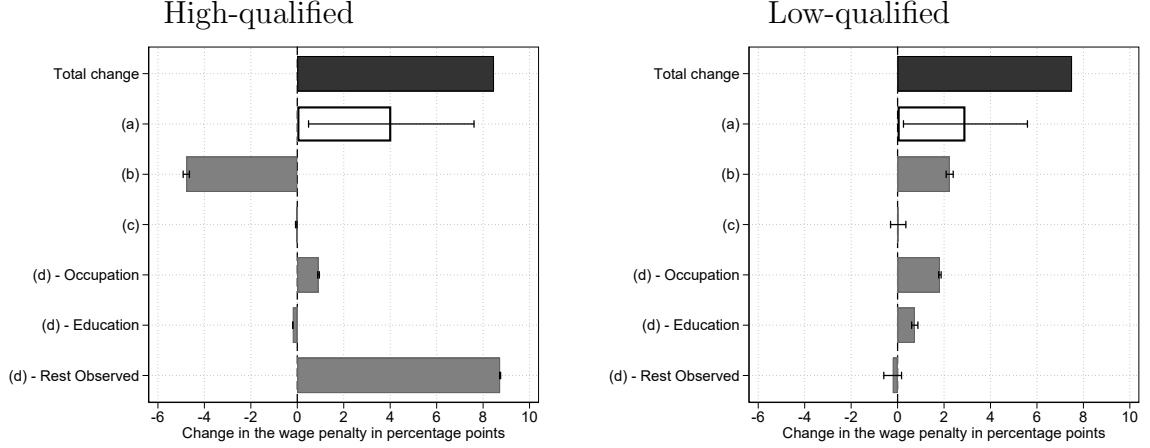 High-qualified
Total change
(a)
(b)
(c)
(d) - Occupation
(d) - Education
(d) - Rest Observed
-6 -4 -2 0 2 4 6 8 10
Change in the wage penalty in percentage points
Low-qualified
Total change
(a)
(b)
(c)
(d) - Occupation
(d) - Education
(d) - Rest Observed
-6 -4 -2 0 2 4 6 8 10
Change in the wage penalty in percentage points